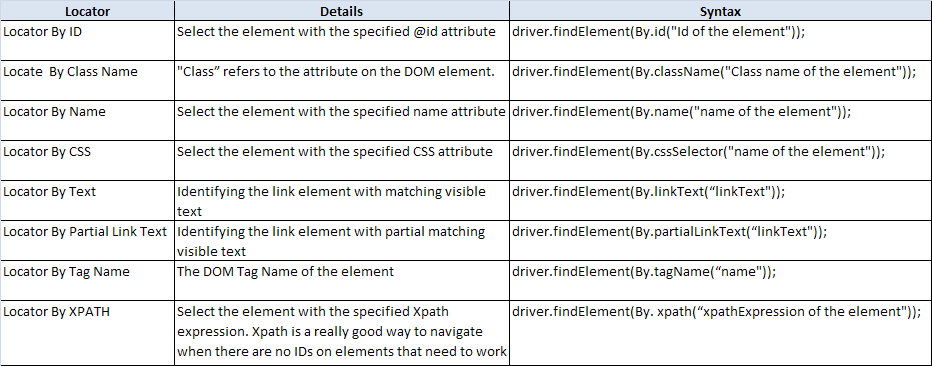 Locator Details Syntax
Locator By ID Select the element with the specified @id attribute driver.findElement(By.id("Id of the element"));
Locate  By Class Name "Class” refers to the attribute on the DOM element. driver.findElement(By.className("Class name of the element"));
Locator By Name Select the element with the specified name attribute driver.findElement(By.name("name of the element"));
Locator By CSS Select the element with the specified CSS attribute driver.findElement(By.cssSelector("name of the element"));
Locator By Text Identifying the link element with matching visible driver.findElement(By.linkText(“linkText"));
text
Locator By Partial Link Text Identifying the link element with partial matching driver.findElement(By.partialLinkText(“linkText"));
visible text
Locator By Tag Name The DOM Tag Name of the element driver.findElement(By.tagName(“name"));
Locator By XPATH Select the element with the specified Xpath driver.findElement(By. xpath(“xpathExpression of the element"));
expression. Xpath is a really good way to navigate
when there are no IDs on elements that need to work